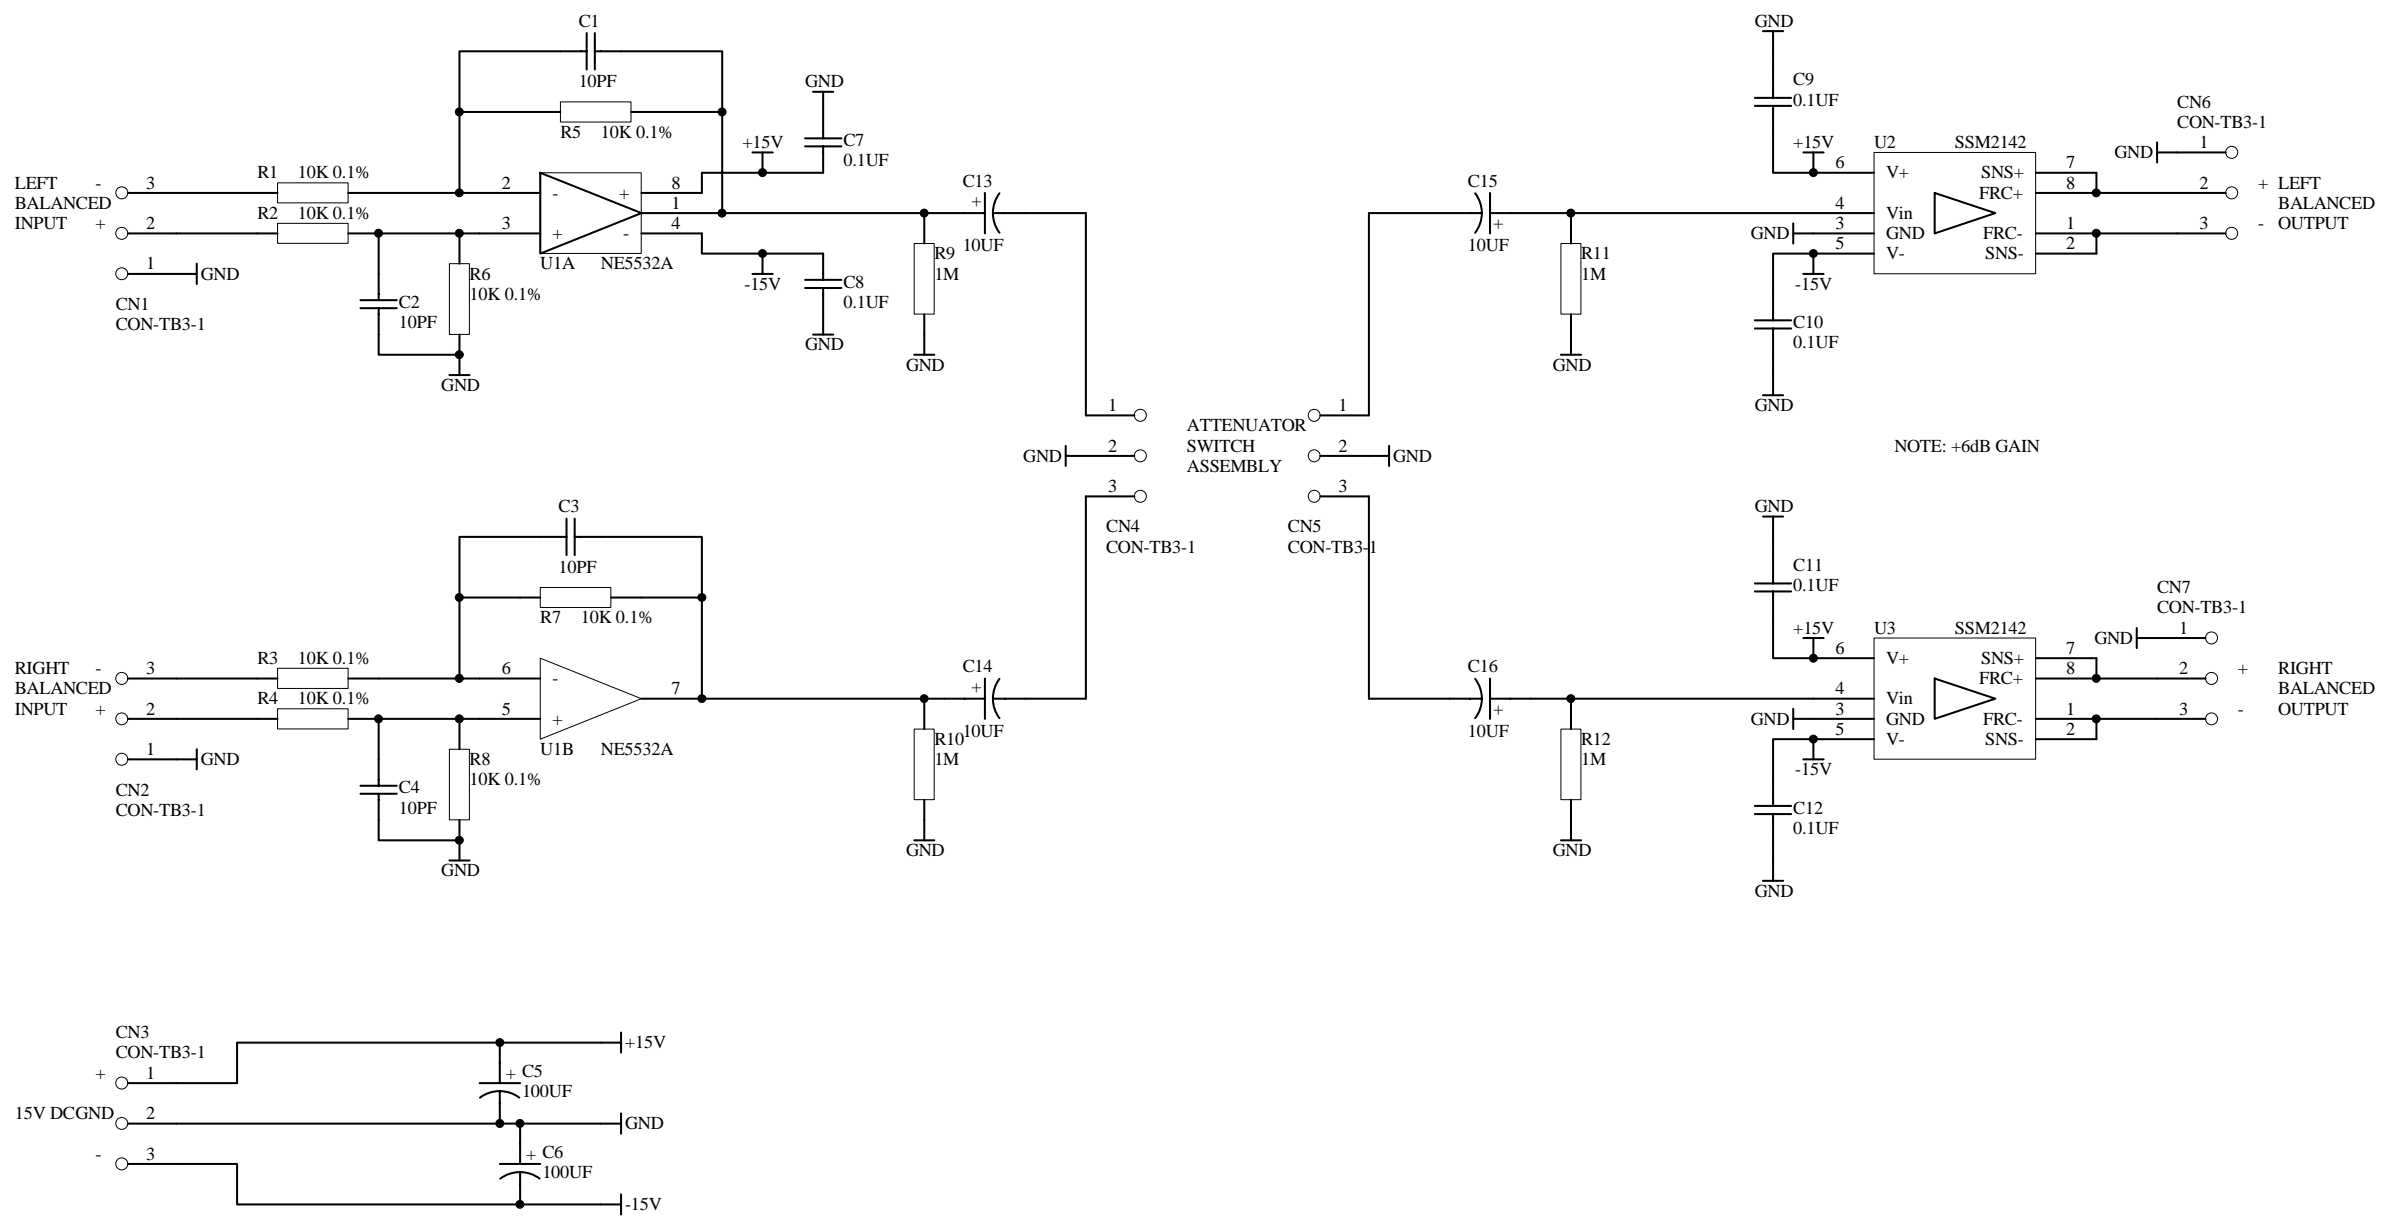 C1
10PF
R5 10K 0.1%
GND
C7
0.1UF
+15V
LEFT -
BALANCED
INPUT +
3
2
1
GND
CN1
CON-TB3-1
R1 10K 0.1%
R2 10K 0.1%
2
3
-
+
+
-
8
1
4
U1A NE5532A
C2
10PF
R6
10K 0.1%
GND
-15V
C8
0.1UF
GND
R9
1M
GND
C13
+
10UF
1
GND
2
3
CN4
CON-TB3-1
ATTENUATOR
SWITCH
ASSEMBLY
1
2
GND
3
CN5
CON-TB3-1
C15
+
10UF
R11
1M
GND
GND
C9
0.1UF
+15V
6
4
GND
3
5
-15V
C10
0.1UF
GND
U2 SSM2142
V+
Vin
GND
V-
SNS+
FRC+
FRC-
SNS-
7
8
1
2
CN6
CON-TB3-1
GND
1
2
3
+ LEFT
BALANCED
- OUTPUT
NOTE: +6dB GAIN
C3
10PF
R7 10K 0.1%
RIGHT -
BALANCED
INPUT +
3
2
1
GND
CN2
CON-TB3-1
R3 10K 0.1%
R4 10K 0.1%
6
5
-
+
7
U1B NE5532A
C4
10PF
R8
10K 0.1%
GND
R10
1M
GND
C14
+
10UF
C16
+
10UF
R12
1M
GND
GND
C11
0.1UF
+15V
6
4
GND
3
5
-15V
C12
0.1UF
GND
U3 SSM2142
V+
Vin
GND
V-
SNS+
FRC+
FRC-
SNS-
7
8
1
2
CN7
CON-TB3-1
GND
1
2
3
+ RIGHT
BALANCED
- OUTPUT
CN3
CON-TB3-1
+
1
15V DCGND
2
-
3
+ C5
100UF
+ C6
100UF
+15V
GND
-15V